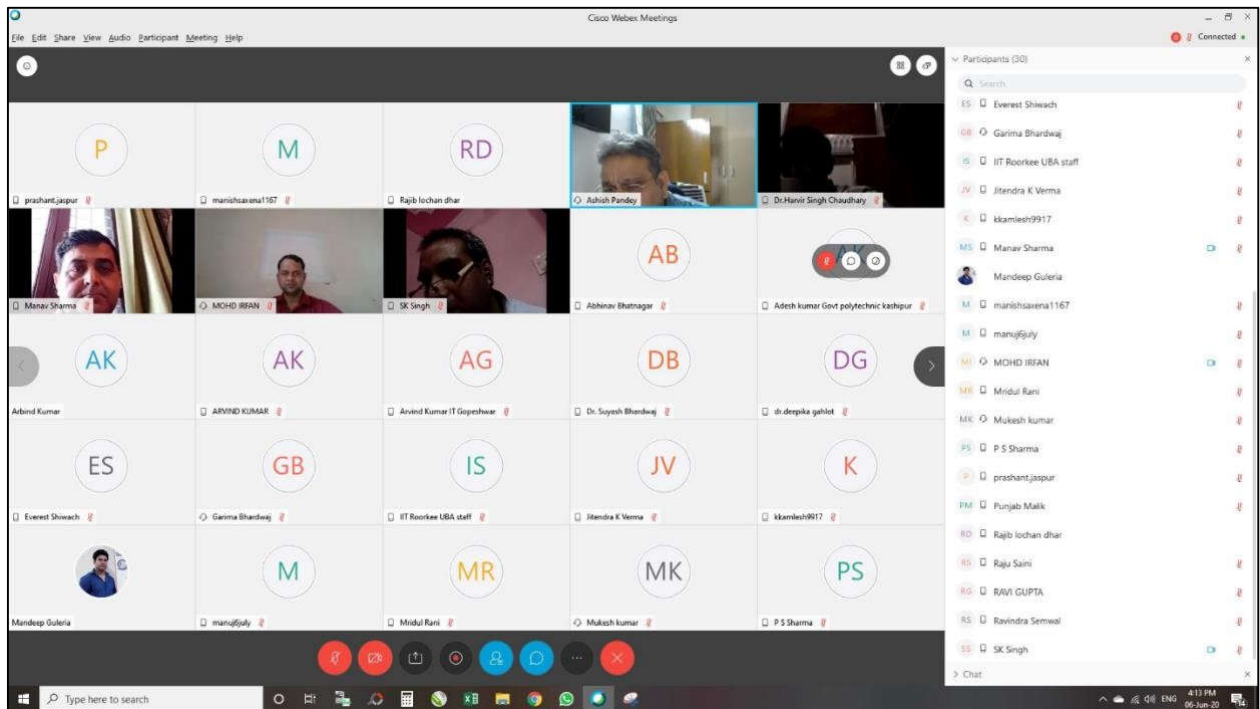 Cisco Webex Meetings
File Edit Share View Audio Participant Meeting Help
Connected
P
prashant.jaspur
M
manishsaxena1167
RD
Rajib lochan dhar
Ashish Pandey
Dr.Harvir Singh Chaudhary
Manav Sharma
MOHD IRFAN
SK Singh
AB
Abhinav Bhatnagar
AK
Adesh kumar Govt polytechnic kashipur
AK
Arbind Kumar
AK
ARVIND KUMAR
AG
Arvind Kumar IT Gopeshwar
DB
Dr. Suyash Bhardwaj
DG
dr.deepika gahlot
ES
Everest Shiwach
GB
Garima Bhardwaj
IS
IIT Roorkee UBA staff
JV
Jitendra K Verma
K
kkamlesh9917
Mandeep Guleria
M
manuj6july
MR
Mridul Rani
MK
Mukesh kumar
PS
P S Sharma
Participants (30)
Search
ES Everest Shiwach
GB Garima Bhardwaj
IS IIT Roorkee UBA staff
JV Jitendra K Verma
K kkamlesh9917
MS Manav Sharma
Mandeep Guleria
M manishsaxena1167
M manuj6july
MI MOHD IRFAN
MR Mridul Rani
MK Mukesh kumar
PS P S Sharma
P prashant.jaspur
PM Punjab Malik
RD Rajib lochan dhar
RS Raju Saini
RG RAVI GUPTA
RS Ravindra Semwal
SS SK Singh
Chat
Type here to search
ENG
4:13 PM
06-Jun-20